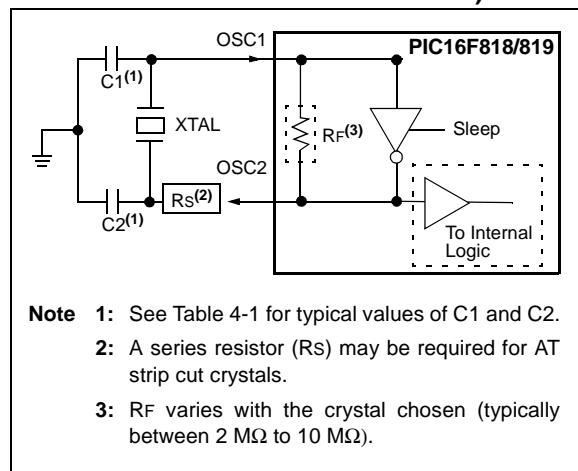 OSC1
PIC16F818/819
C1(1)
XTAL
RF(3)
Sleep
OSC2
RS(2)
C2(1)
To Internal
Logic
Note 1: See Table 4-1 for typical values of C1 and C2.
2: A series resistor (RS) may be required for AT
strip cut crystals.
3: RF varies with the crystal chosen (typically
between 2 MΩ to 10 MΩ).